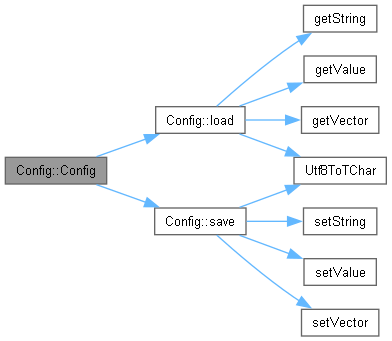 getString
getValue
Config::load
getVector
Config::Config
Utf8ToTChar
Config::save
setString
setValue
setVector